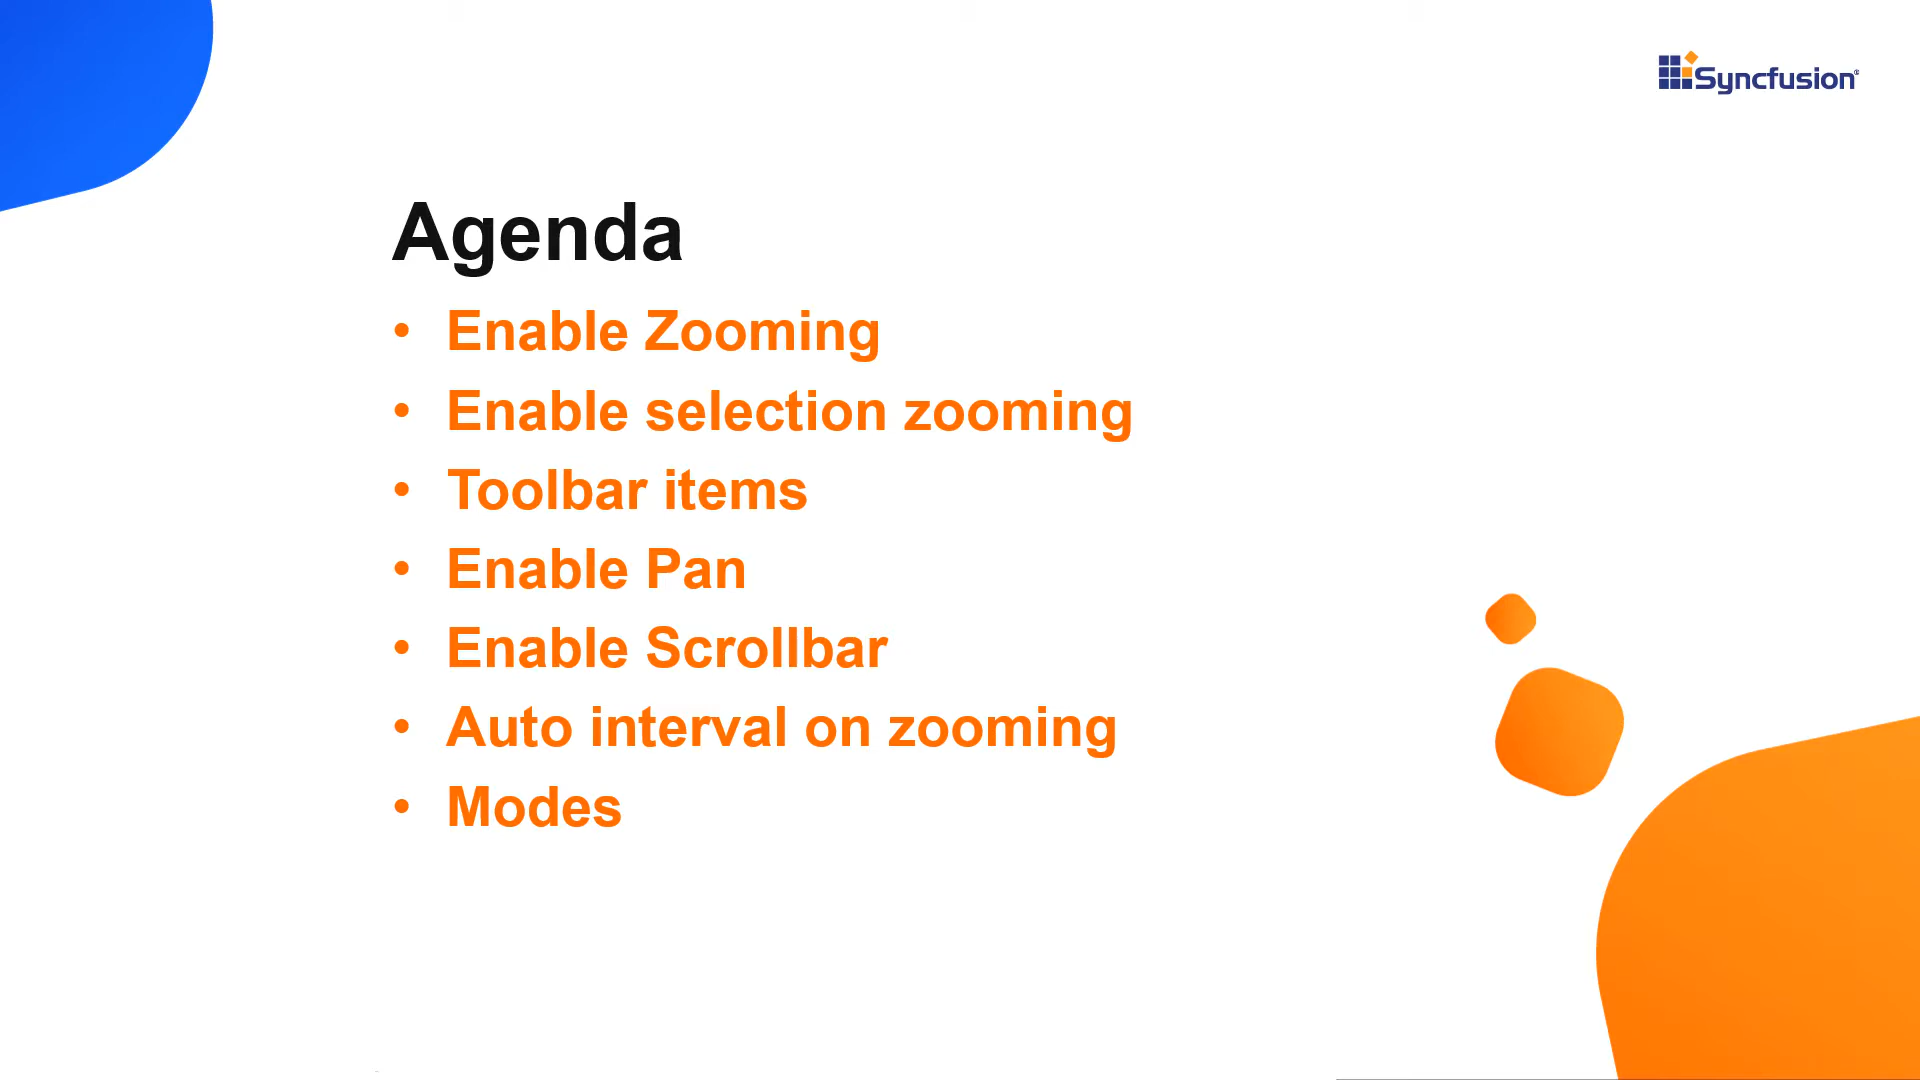 Syncfusion®
Agenda
• Enable Zooming
• Enable selection zooming
• Toolbar items
• Enable Pan
• Enable Scrollbar
• Auto interval on zooming
• Modes